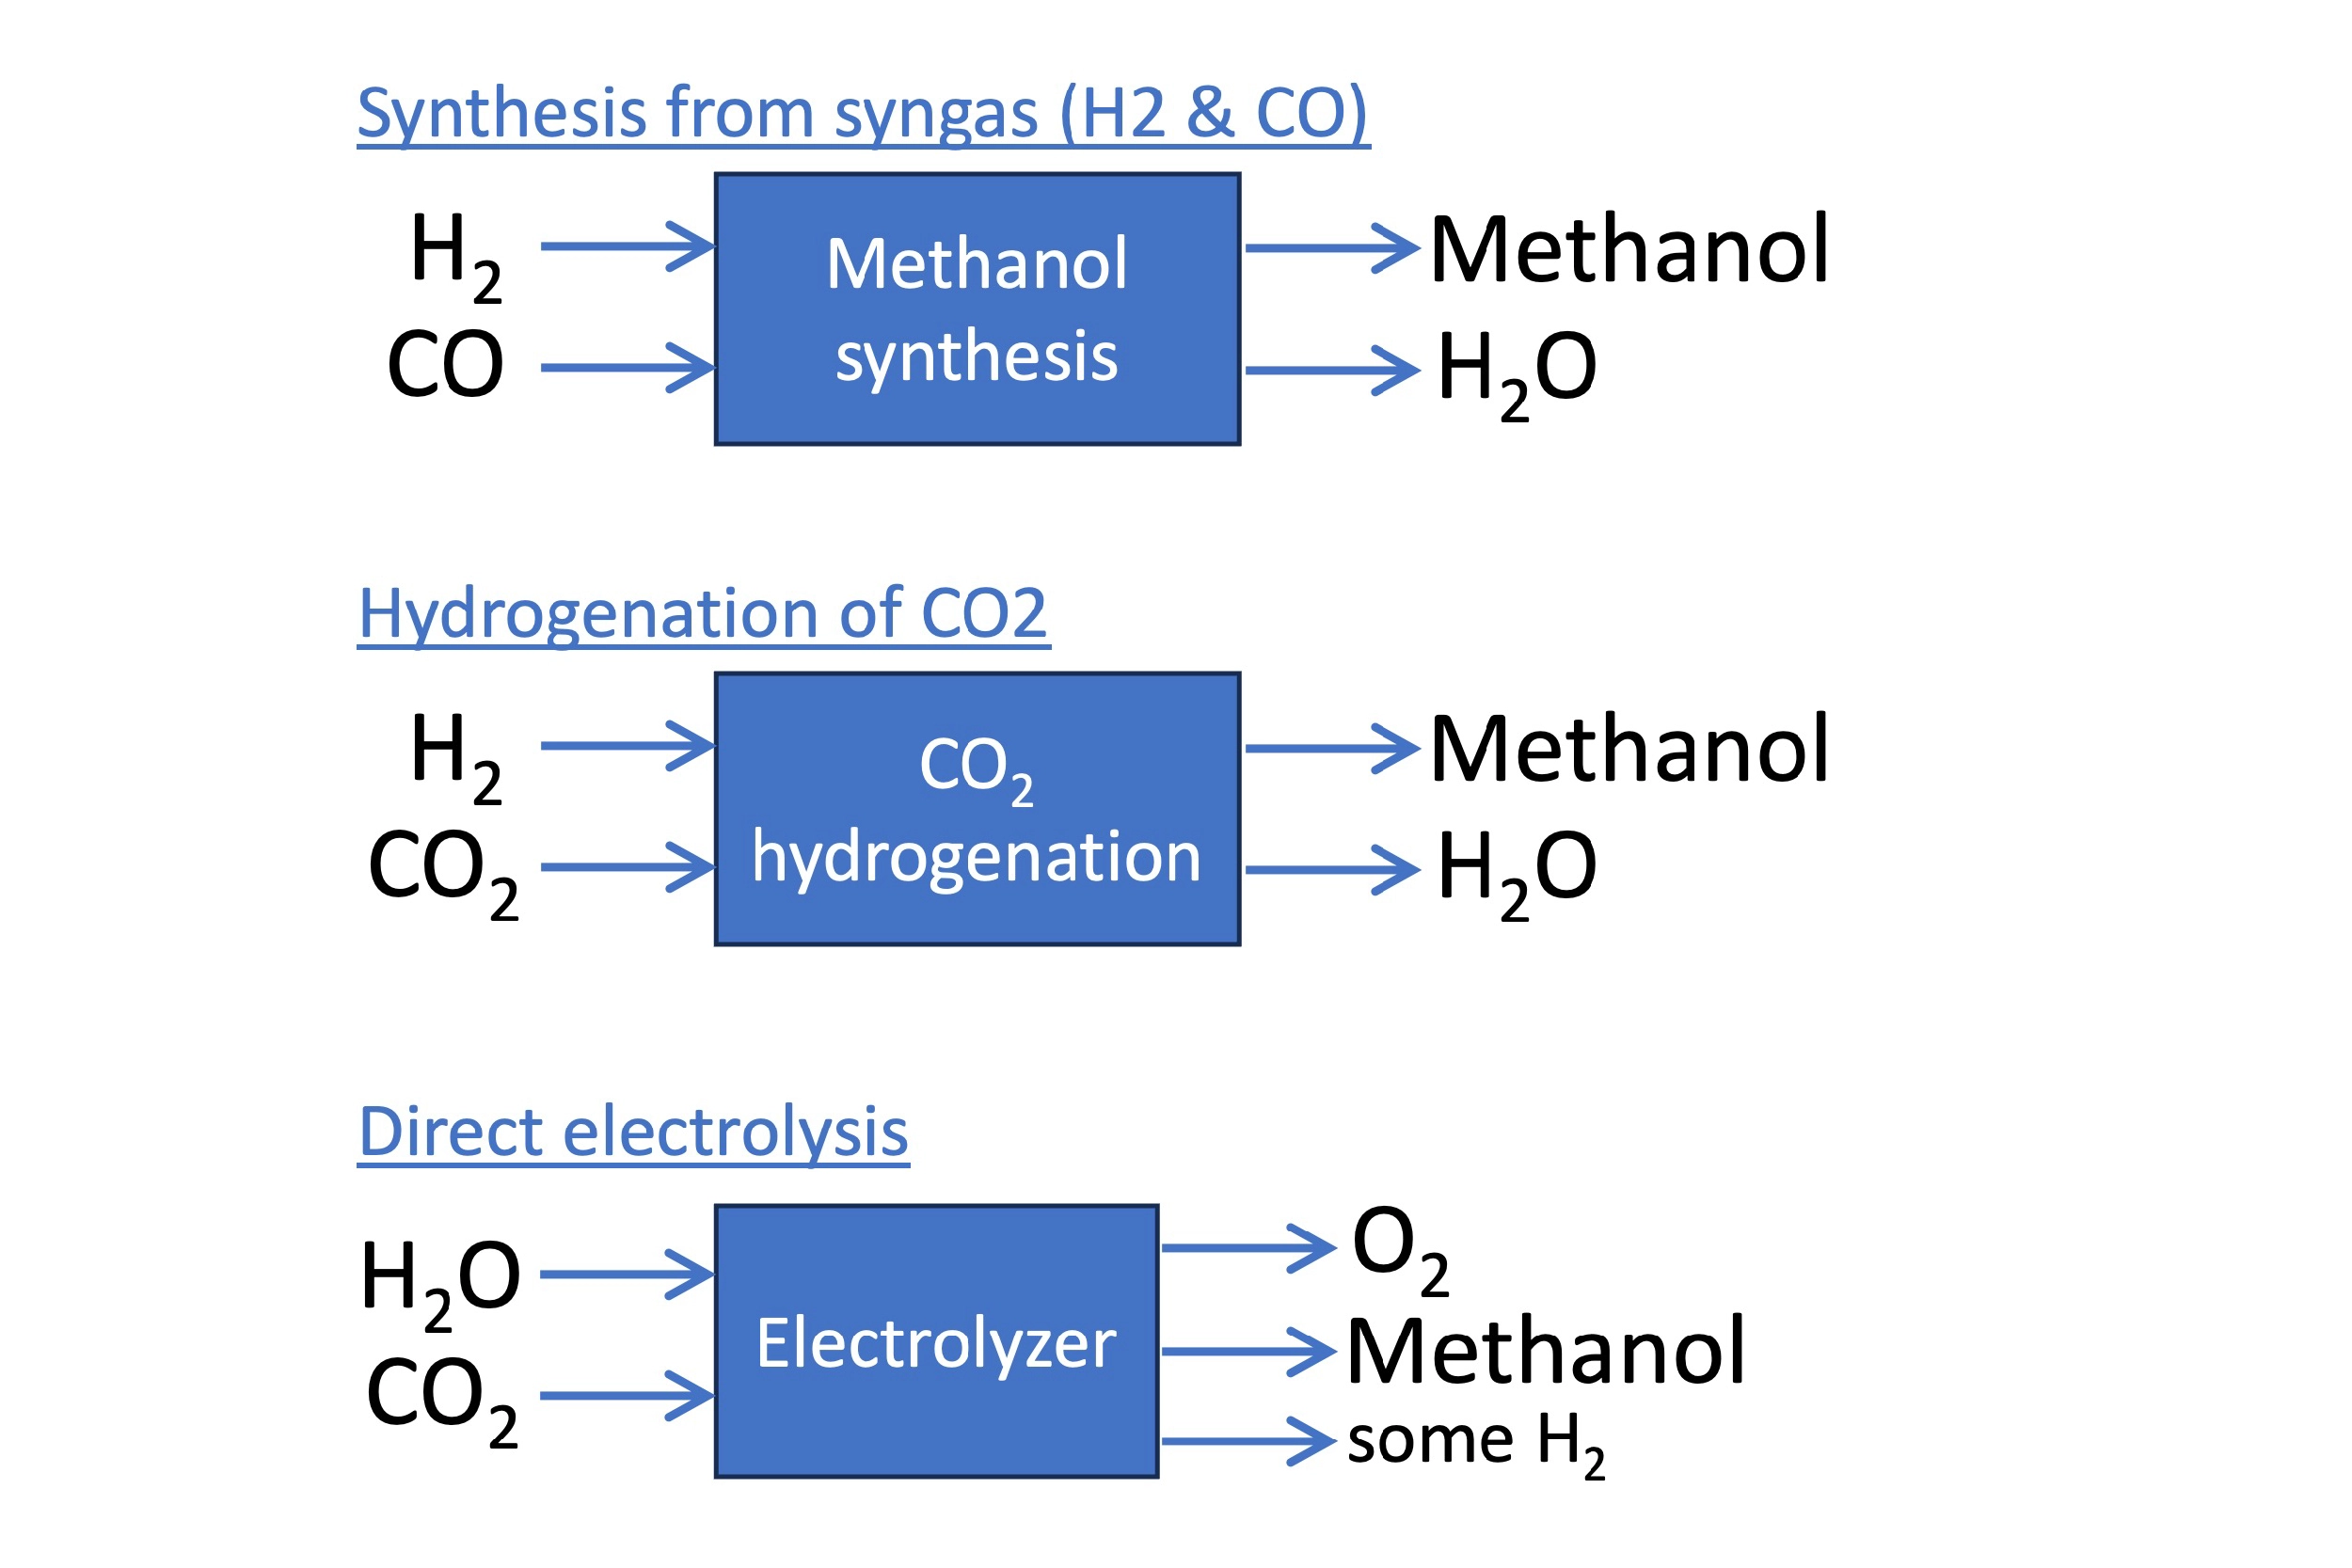 Synthesis from syngas (H2 & CO)
H₂
CO
Methanol
synthesis
Methanol
H₂O
Hydrogenation of CO2
H₂
CO₂
CO₂
hydrogenation
Methanol
H₂O
Direct electrolysis
H₂O
CO₂
Electrolyzer
O₂
Methanol
some H₂